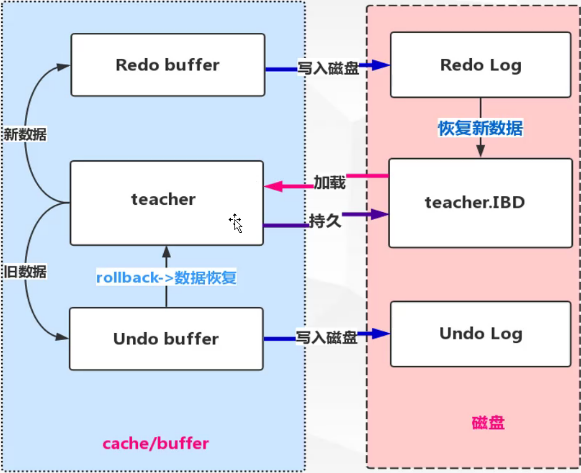 Redo buffer
写入磁盘
Redo Log
新数据
恢复新数据
teacher
加载
持久
teacher.IBD
旧数据
rollback->数据恢复
Undo buffer
写入磁盘
Undo Log
cache/buffer
磁盘